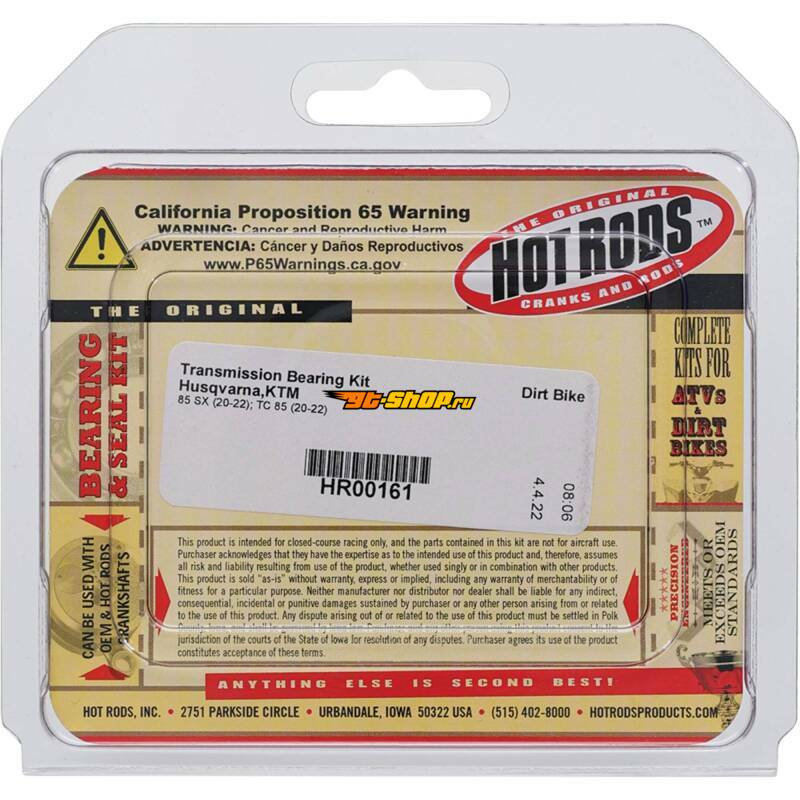 California Proposition 65 Warning
WARNING: Cancer and Reproductive Harm
ADVERTENCIA: Cáncer y Daños Reproductivos
www.P65Warnings.ca.gov
THE ORIGINAL
HOT RODS™
CRANKS AND RODS
THE ORIGINAL
BEARING
& SEAL KIT
COMPLETE
KITS FOR
ATVs
&
DIRT
BIKES
Transmission Bearing Kit
Husqvarna,KTM
Dirt Bike
85 SX (20-22); TC 85 (20-22)
9t-shop.ru
HR00161
4.4.22
08:06
CAN BE USED WITH
OEM & HOT RODS
CRANKSHAFTS
This product is intended for closed-course racing only, and the parts contained in this kit are not for aircraft use.
Purchaser acknowledges that they have the expertise as to the intended use of this product and, therefore, assumes
all risk and liability resulting from use of the product, whether used singly or in combination with other products.
This product is sold "as-is" without warranty, express or implied, including any warranty of merchantability or of
fitness for a particular purpose. Neither manufacturer nor distributor nor dealer shall be liable for any indirect,
consequential, incidental or punitive damages sustained by purchaser or any other person arising from or related
to the use of this product. Any dispute arising out of or related to the use of this product must be settled in Polk
jurisdiction of the courts of the State of Iowa for resolution of any disputes. Purchaser agrees its use of the product
constitutes acceptance of these terms.
PRECISION
ENGINEERED
MEETS OR
EXCEEDS OEM
STANDARDS
ANYTHING ELSE IS SECOND BEST!
HOT RODS, INC. • 2751 PARKSIDE CIRCLE • URBANDALE, IOWA 50322 USA • (515) 402-8000 • HOTRODSPRODUCTS.COM